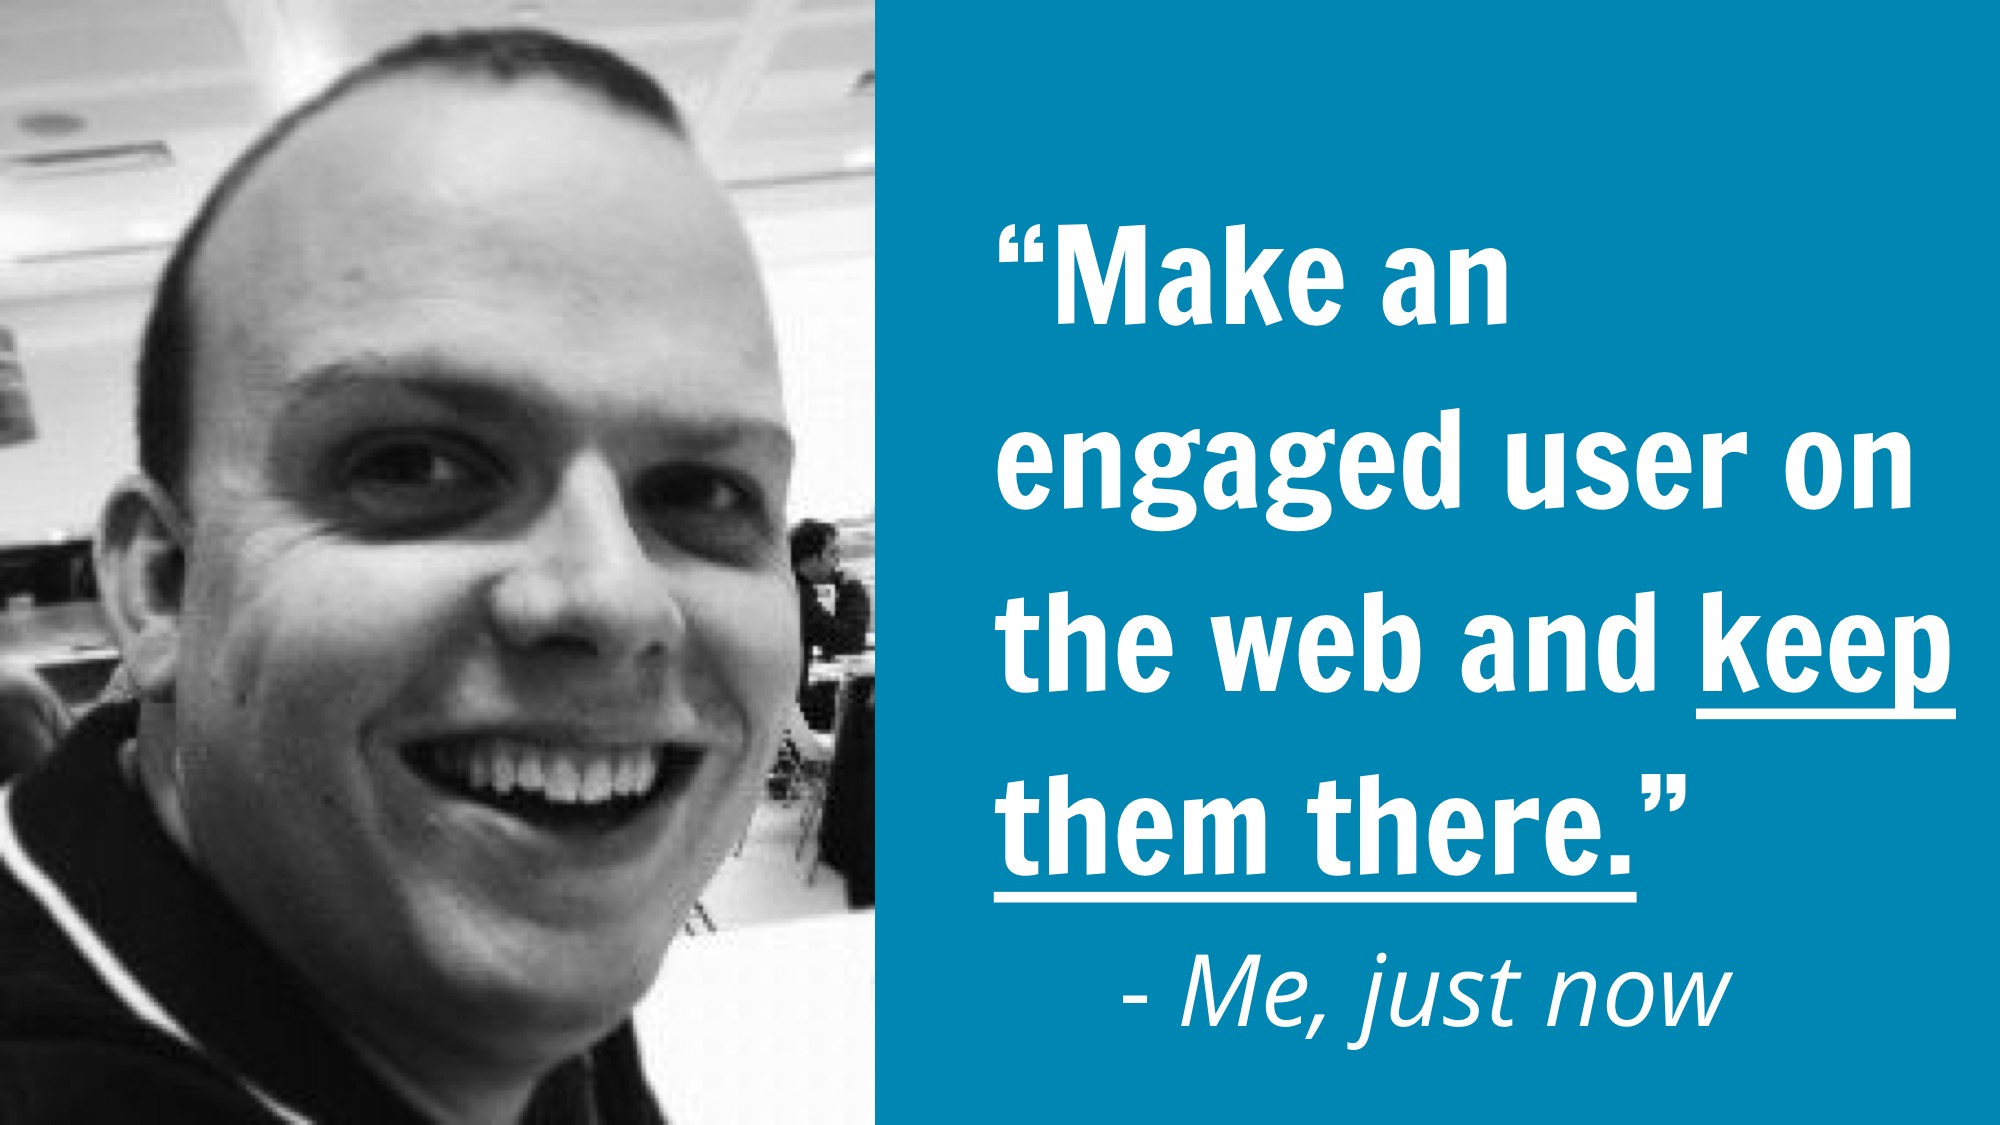 “Make an
engaged user on
the web and keep
them there.”
- Me, just now